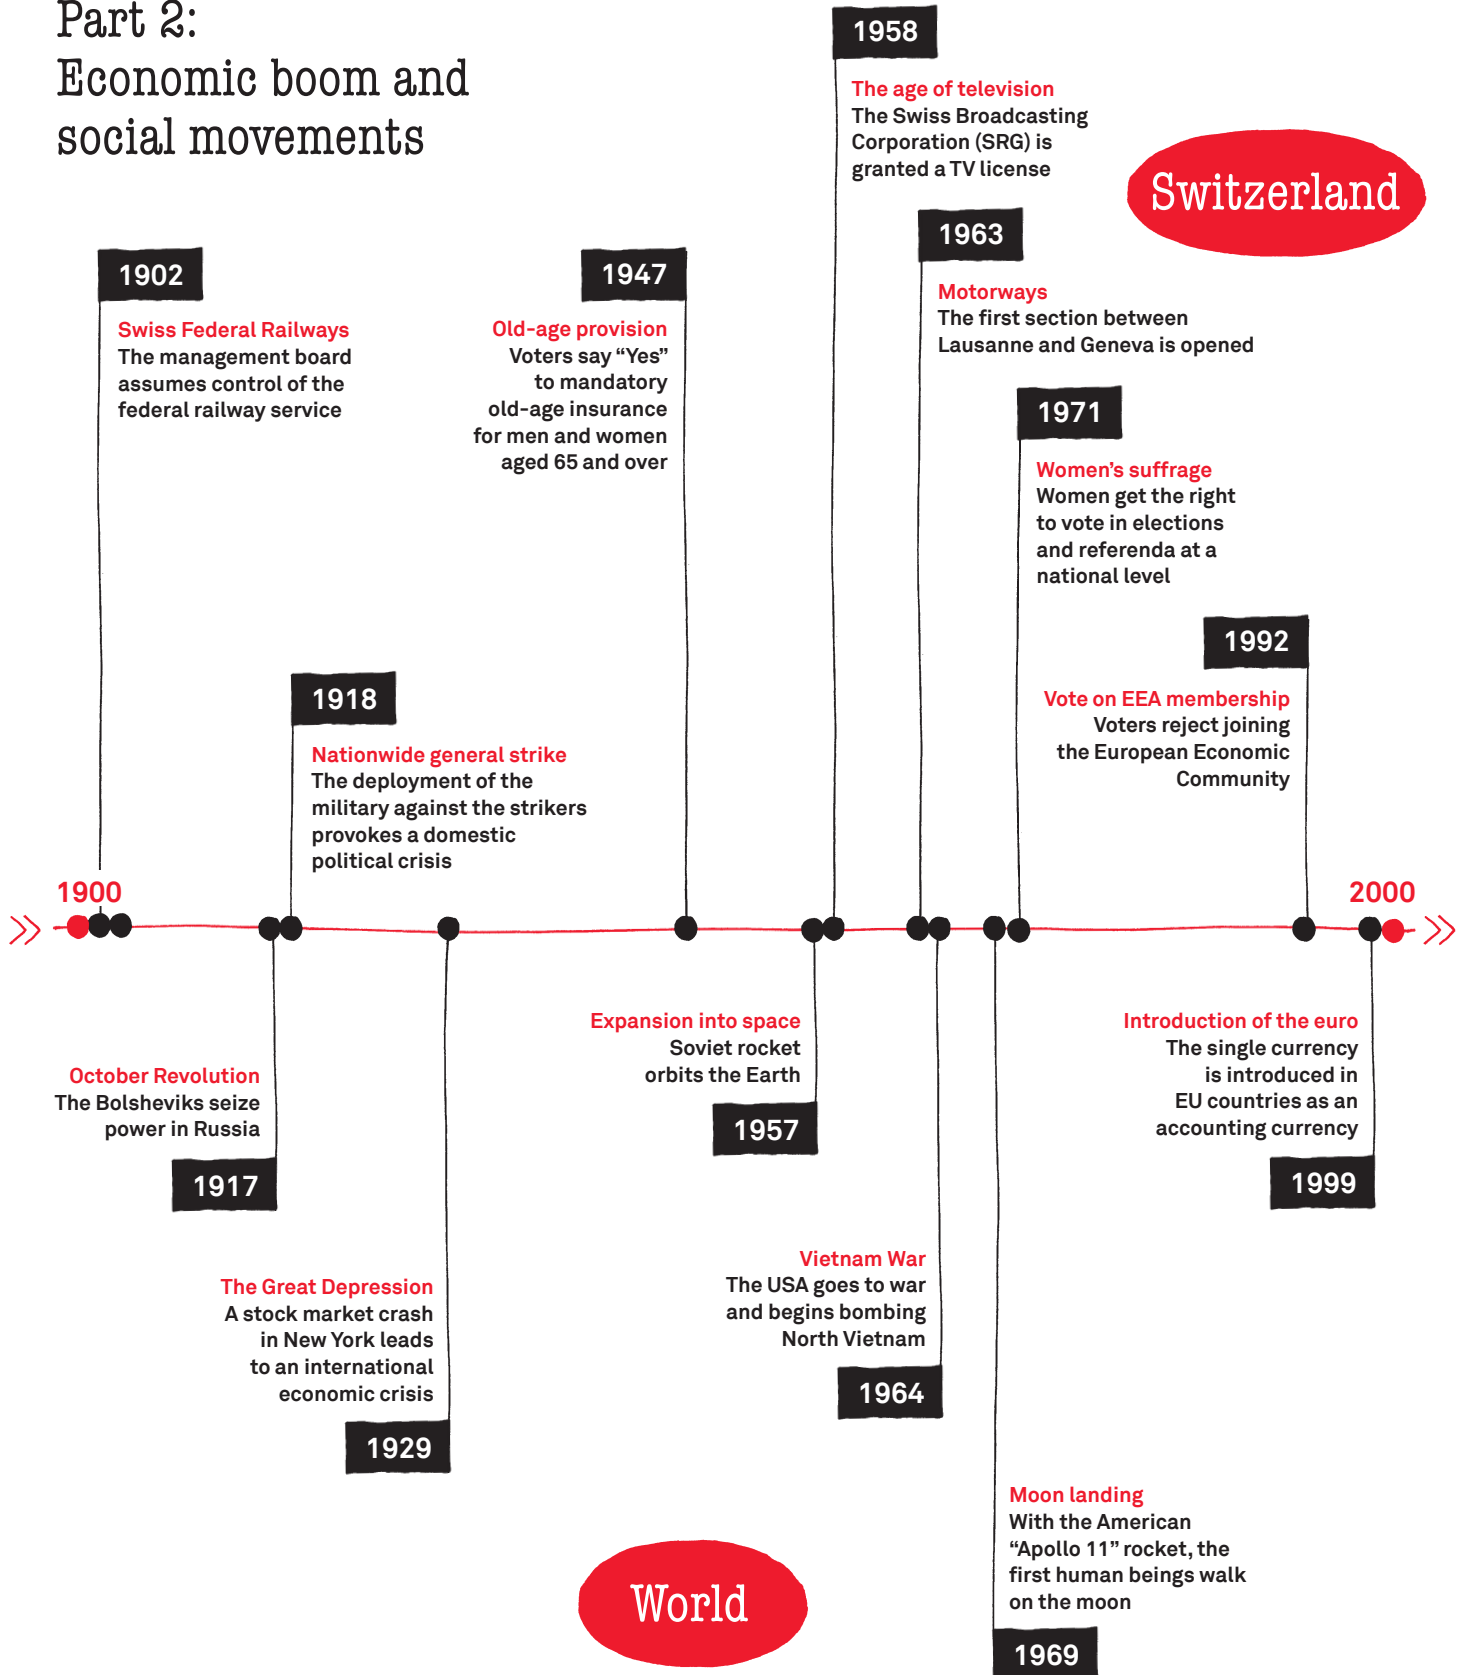 Part 2:
Economic boom and
social movements
1958
The age of television
The Swiss Broadcasting
Corporation (SRG) is
granted a TV license
Switzerland
1963
Motorways
The first section between
Lausanne and Geneva is opened
1902
Swiss Federal Railways
The management board
assumes control of the
federal railway service
1947
Old-age provision
Voters say “Yes”
to mandatory
old-age insurance
for men and women
aged 65 and over
1971
Women’s suffrage
Women get the right
to vote in elections
and referenda at a
national level
1992
Vote on EEA membership
Voters reject joining
the European Economic
Community
1918
Nationwide general strike
The deployment of the
military against the strikers
provokes a domestic
political crisis
1900
2000
October Revolution
The Bolsheviks seize
power in Russia
1917
Expansion into space
Soviet rocket
orbits the Earth
1957
Introduction of the euro
The single currency
is introduced in
EU countries as an
accounting currency
1999
The Great Depression
A stock market crash
in New York leads
to an international
economic crisis
1929
Vietnam War
The USA goes to war
and begins bombing
North Vietnam
1964
Moon landing
With the American
“Apollo 11” rocket, the
first human beings walk
on the moon
1969
World